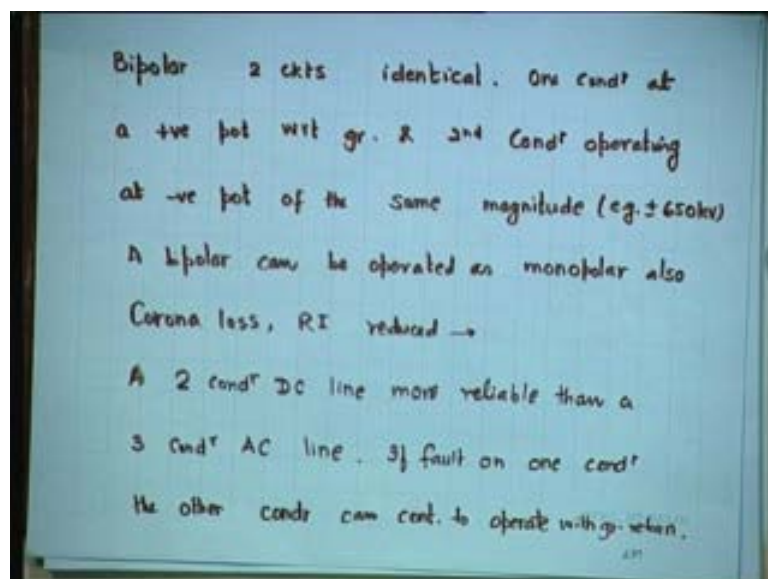 Bipolar 2 ckts identical. One Condr at
a +ve pot wrt gr. & 2nd Condr operating
at -ve pot of the same magnitude (eg. ± 650kv)
A bipolar can be operated as monopolar also
Corona loss, RI reduced →
A 2 condr DC line more reliable than a
3 Condr AC line. If fault on one condr
the other condr can cont. to operate with gr. return.